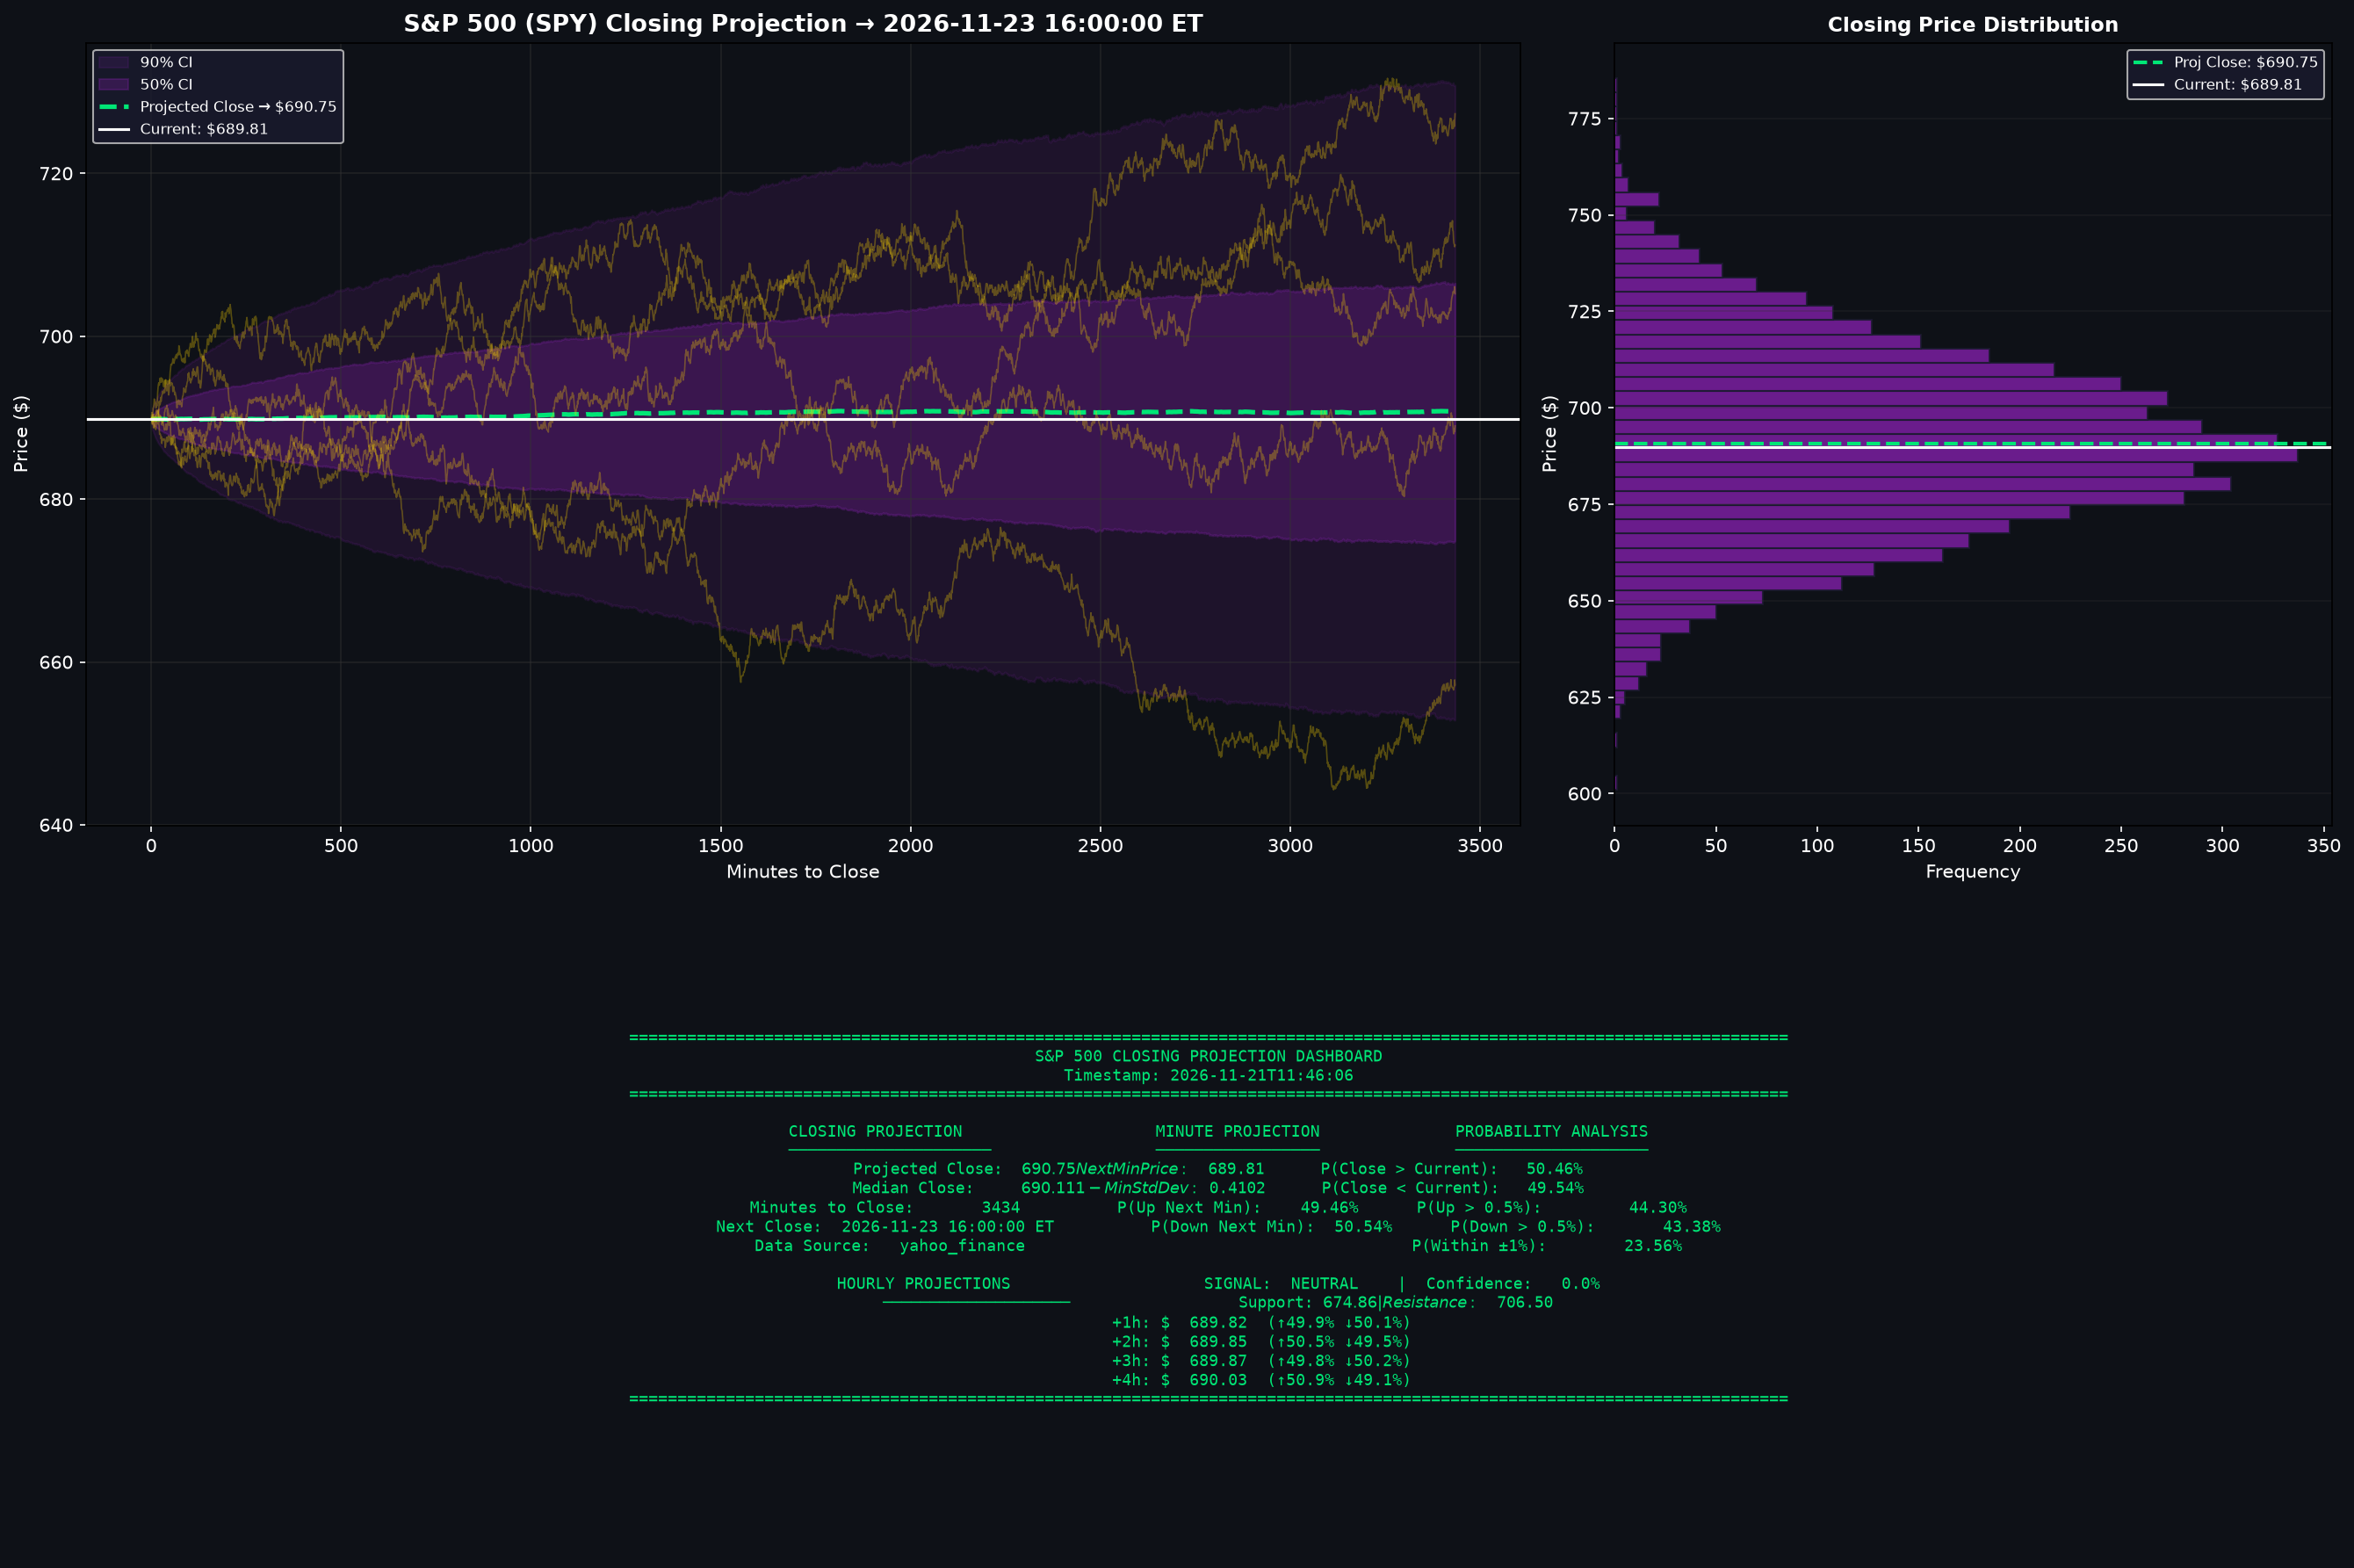 S&P 500 (SPY) Closing Projection → 2026-11-23 16:00:00 ET
90% CI
50% CI
Projected Close → $690.75
Current: $689.81
Price ($)
720
700
680
660
640
0 500 1000 1500 2000 2500 3000 3500
Minutes to Close
Closing Price Distribution
Proj Close: $690.75
Current: $689.81
Price ($)
775
750
725
700
675
650
625
600
0 50 100 150 200 250 300 350
Frequency
====================================================================================================
S&P 500 CLOSING PROJECTION DASHBOARD
Timestamp: 2026-11-21T11:46:06
====================================================================================================
CLOSING PROJECTION MINUTE PROJECTION PROBABILITY ANALYSIS
Projected Close: 690.75NextMinPrice: 689.81 P(Close > Current): 50.46%
Median Close: 690.111−MinStdDev: 0.4102 P(Close < Current): 49.54%
Minutes to Close: 3434 P(Up Next Min): 49.46% P(Up > 0.5%): 44.30%
Next Close: 2026-11-23 16:00:00 ET P(Down Next Min): 50.54% P(Down > 0.5%): 43.38%
Data Source: yahoo_finance P(Within ±1%): 23.56%
HOURLY PROJECTIONS SIGNAL: NEUTRAL | Confidence: 0.0%
Support: 674.86|Resistance: 706.50
+1h: $ 689.82 (↑49.9% ↓50.1%)
+2h: $ 689.85 (↑50.5% ↓49.5%)
+3h: $ 689.87 (↑49.8% ↓50.2%)
+4h: $ 690.03 (↑50.9% ↓49.1%)
====================================================================================================